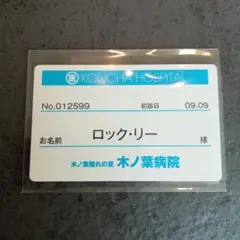 医 KONOHA HOSPITAL
No.012599 初診日 09.09
お名前 ロック・リー 様
木ノ葉隠れの里 木ノ葉病院